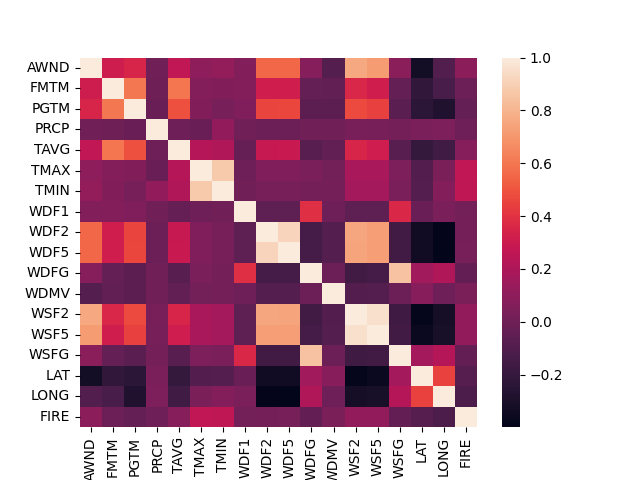 AWND
FMTM
PGTM
PRCP
TAVG
TMAX
TMIN
WDF1
WDF2
WDF5
WDFG
WDMV
WSF2
WSF5
WSFG
LAT
LONG
FIRE
AWND FMTM PGTM PRCP TAVG TMAX TMIN WDF1 WDF2 WDF5 WDFG WDMV WSF2 WSF5 WSFG LAT LONG FIRE
1.0
0.8
0.6
0.4
0.2
0.0
−0.2